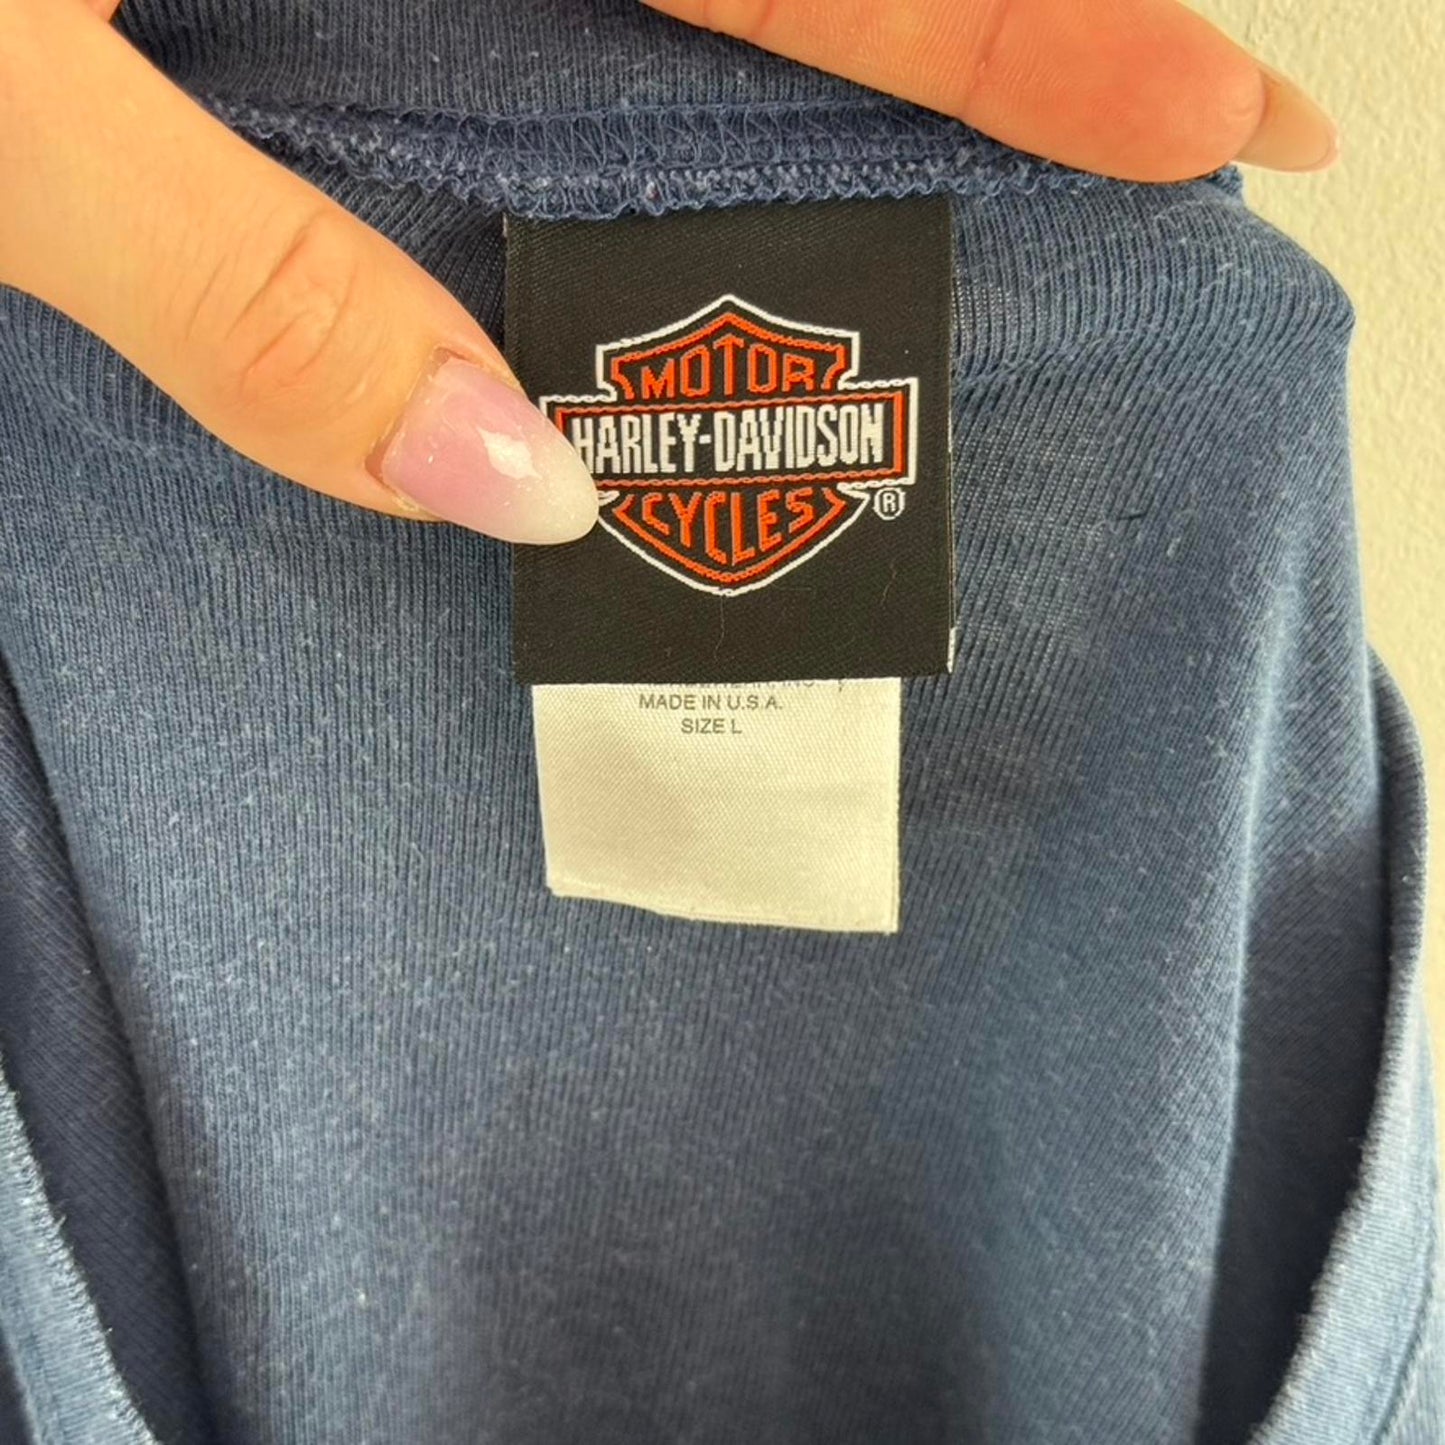 MOTOR
HARLEY-DAVIDSON
CYCLES
®
MADE IN U.S.A.
SIZE L